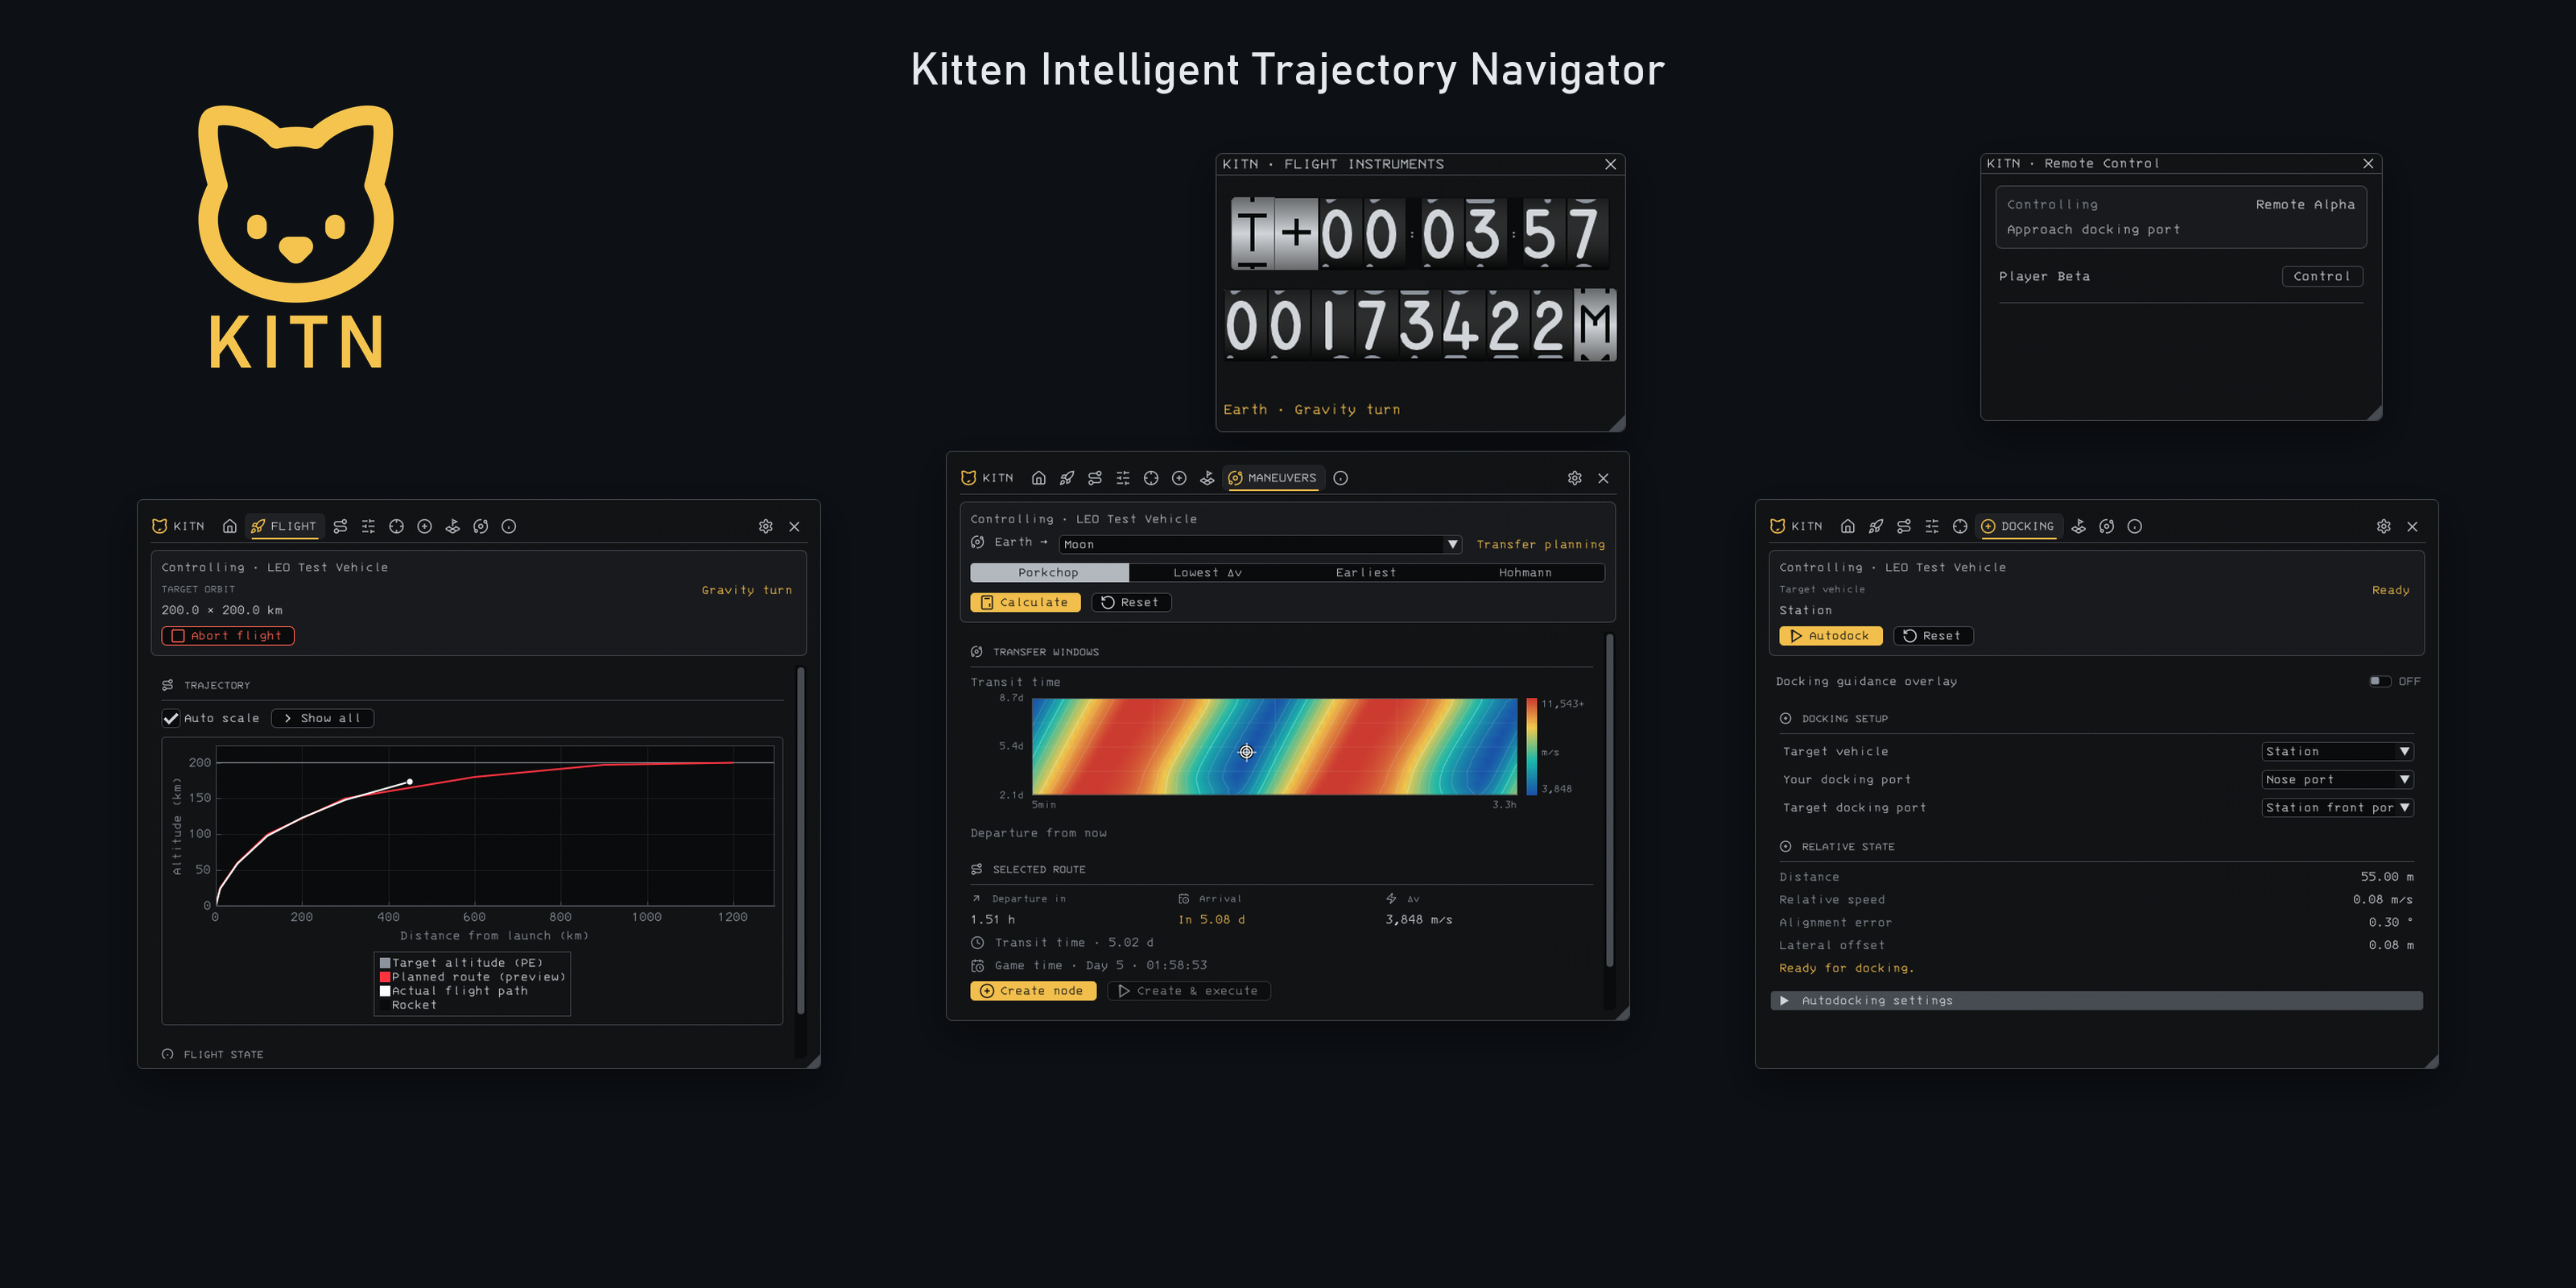 Kitten Intelligent Trajectory Navigator
KITN
KITN · FLIGHT INSTRUMENTS
T+00:03:57
00173422M
Earth · Gravity turn
KITN · Remote Control
Controlling Remote Alpha
Approach docking port
Player Beta Control
KITN FLIGHT
Controlling · LEO Test Vehicle
TARGET ORBIT Gravity turn
200.0 × 200.0 km
Abort flight
TRAJECTORY
Auto scale Show all
Altitude (km)
200
150
100
50
0
0 200 400 600 800 1000 1200
Distance from launch (km)
Target altitude (PE)
Planned route (preview)
Actual flight path
Rocket
FLIGHT STATE
KITN MANEUVERS
Controlling · LEO Test Vehicle
Earth → Moon Transfer planning
Porkchop Lowest Δv Earliest Hohmann
Calculate Reset
TRANSFER WINDOWS
Transit time
8.7d 11,543+
5.4d m/s
2.1d 3,848
5min 3.3h
Departure from now
SELECTED ROUTE
Departure in Arrival Δv
1.51 h In 5.08 d 3,848 m/s
Transit time · 5.02 d
Game time · Day 5 · 01:58:53
Create node Create & execute
KITN DOCKING
Controlling · LEO Test Vehicle
Target vehicle Ready
Station
Autodock Reset
Docking guidance overlay OFF
DOCKING SETUP
Target vehicle Station
Your docking port Nose port
Target docking port Station front por
RELATIVE STATE
Distance 55.00 m
Relative speed 0.08 m/s
Alignment error 0.30 °
Lateral offset 0.08 m
Ready for docking.
Autodocking settings